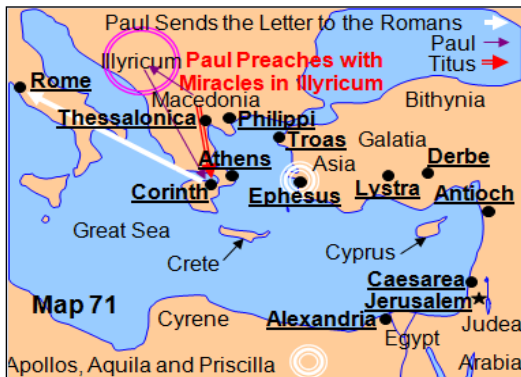 Paul Sends the Letter to the Romans
Paul
Titus
Illyricum
Paul Preaches with
Miracles in Illyricum
Rome
Macedonia
Bithynia
Thessalonica
Philippi
Troas
Galatia
Athens
Asia
Derbe
Corinth
Ephesus
Lystra
Antioch
Great Sea
Crete
Cyprus
Caesarea
Map 71
Jerusalem
Cyrene
Alexandria
Judea
Egypt
Apollos, Aquila and Priscilla
Arabia